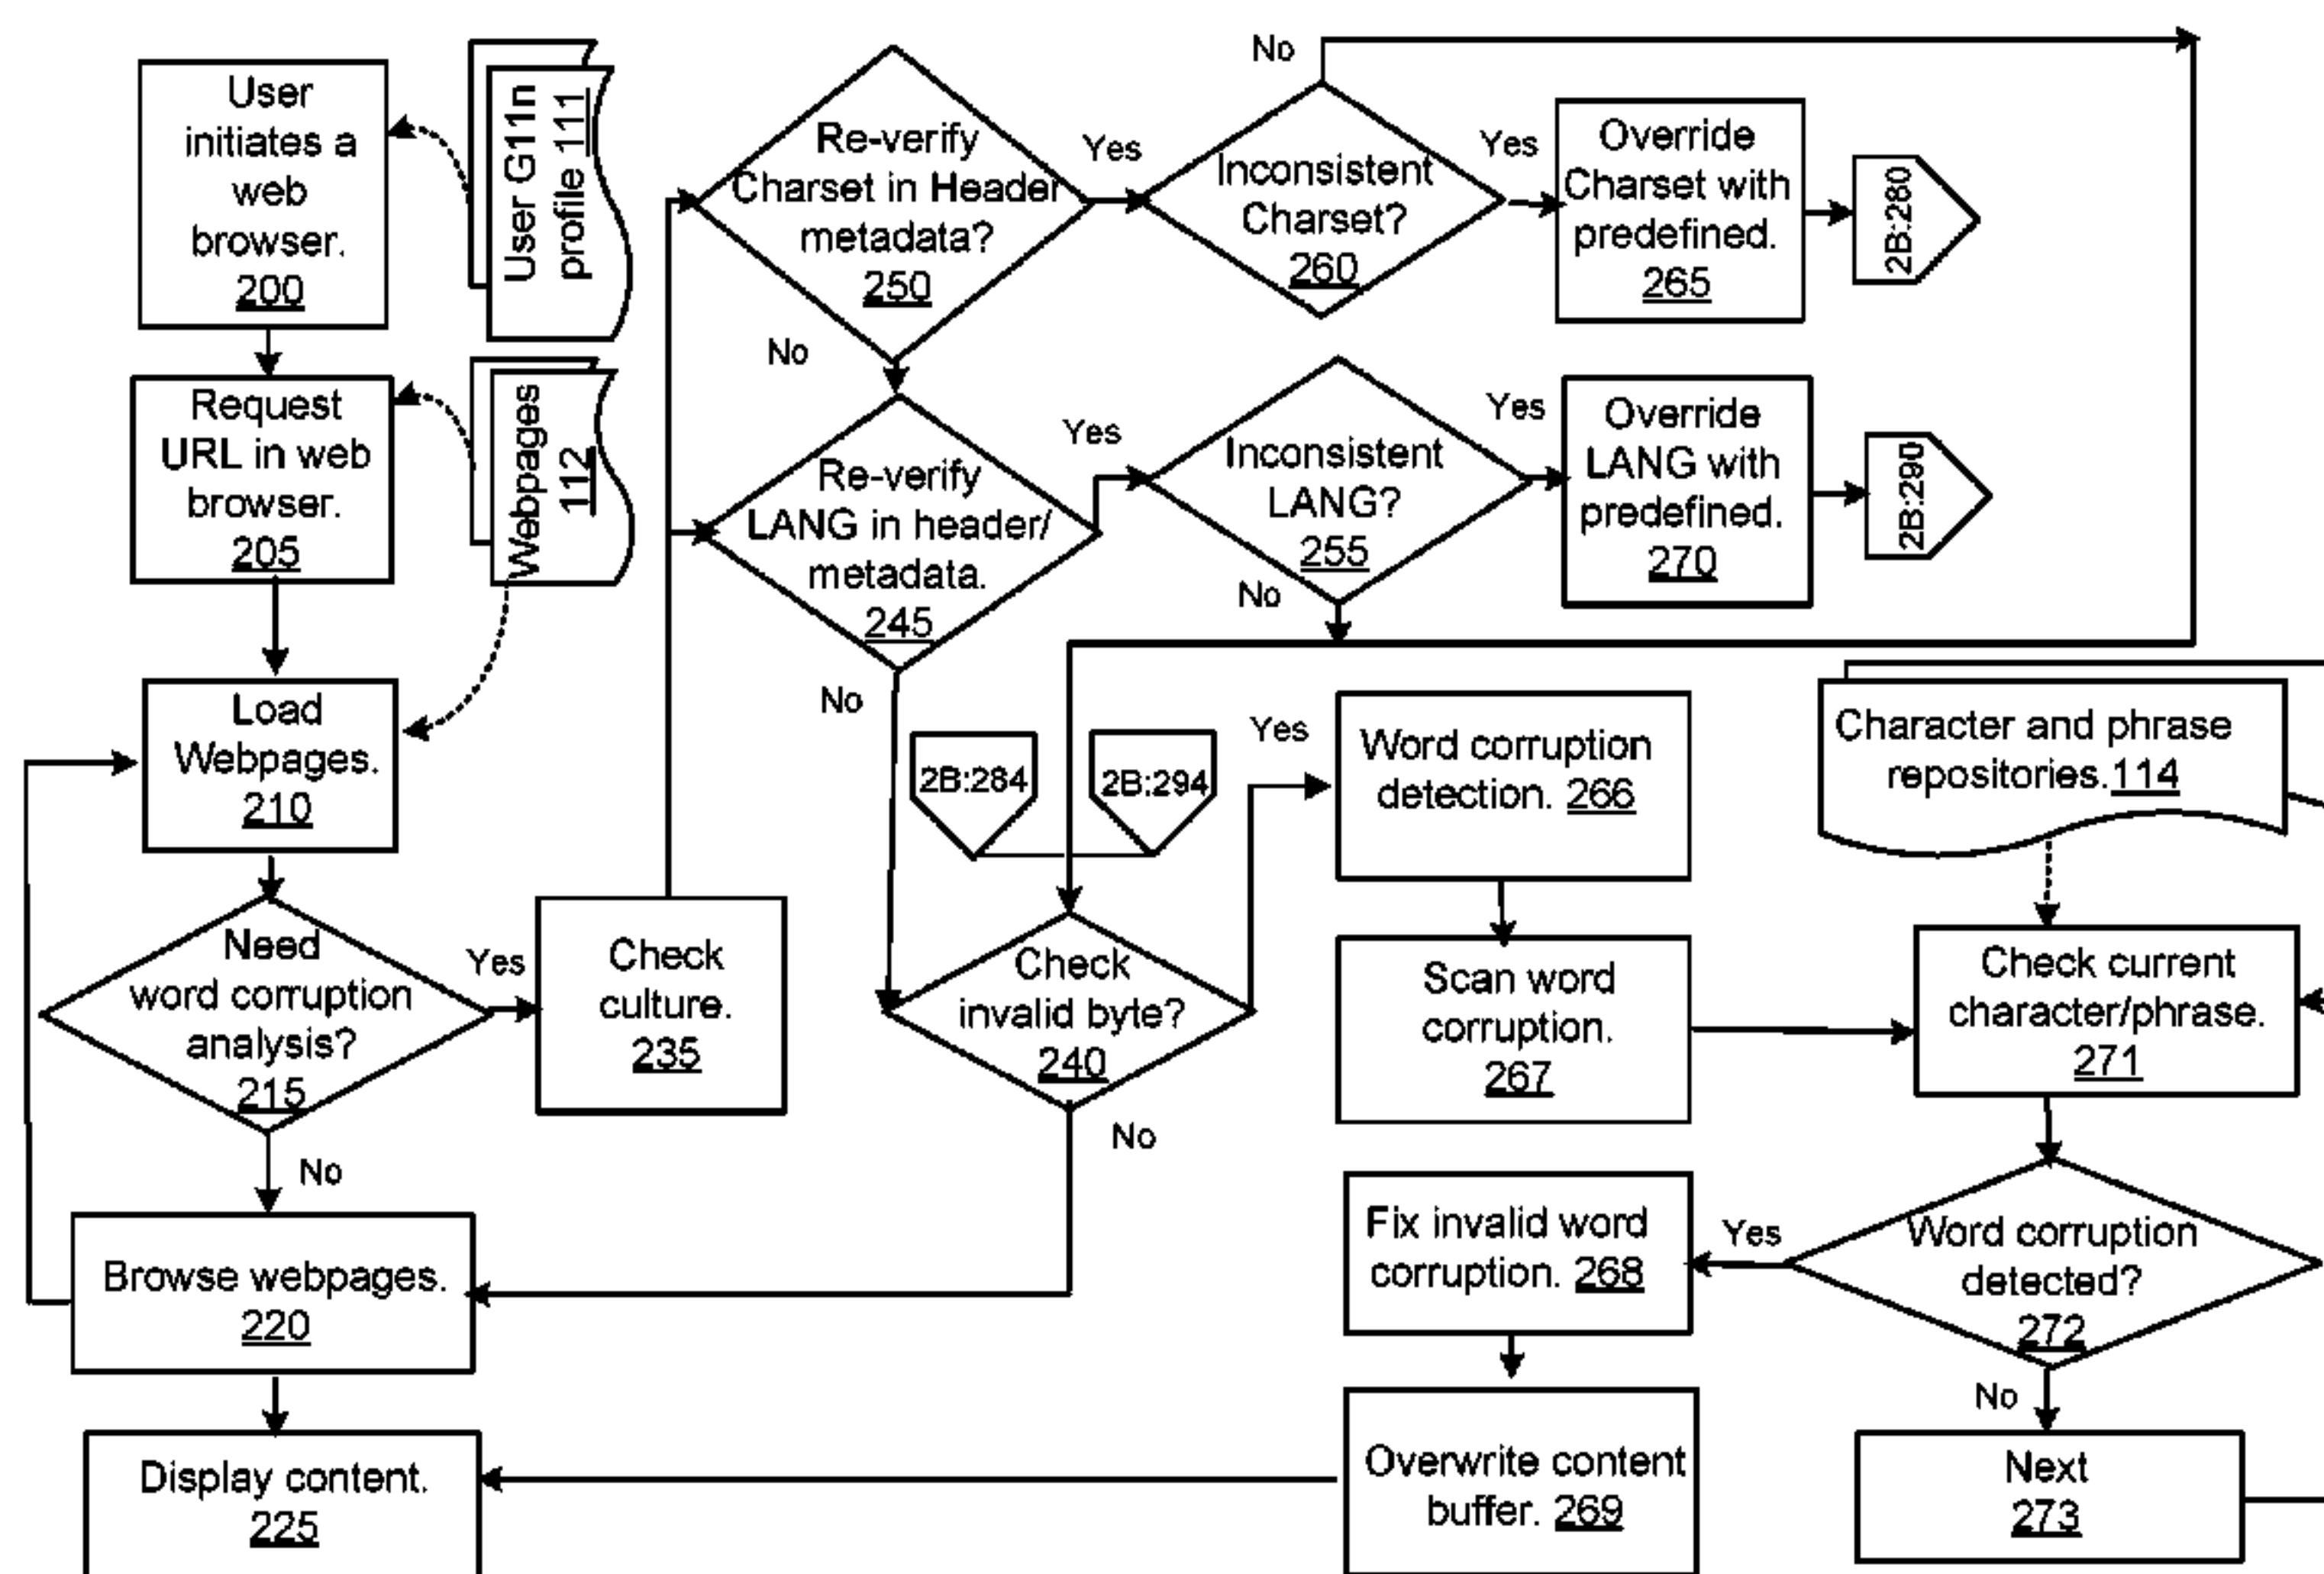 User
initiates a
web
browser.
200
User G11n
profile 111
Request
URL in web
browser.
205
Webpages
112
Load
Webpages.
210
Need
word corruption
analysis?
215
Yes
No
Check
culture.
235
Browse webpages.
220
Display content.
225
Re-verify
Charset in Header
metadata?
250
Yes
No
Inconsistent
Charset?
260
No
Yes
Override
Charset with
predefined.
265
2B:280
Re-verify
LANG in header/
metadata.
245
Yes
No
Inconsistent
LANG?
255
Yes
No
Override
LANG with
predefined.
270
2B:290
2B:284
2B:294
Check
invalid byte?
240
Yes
No
Word corruption
detection. 266
Scan word
corruption.
267
Character and phrase
repositories.114
Check current
character/phrase.
271
Word corruption
detected?
272
Yes
No
Fix invalid word
corruption. 268
Overwrite content
buffer. 269
Next
273